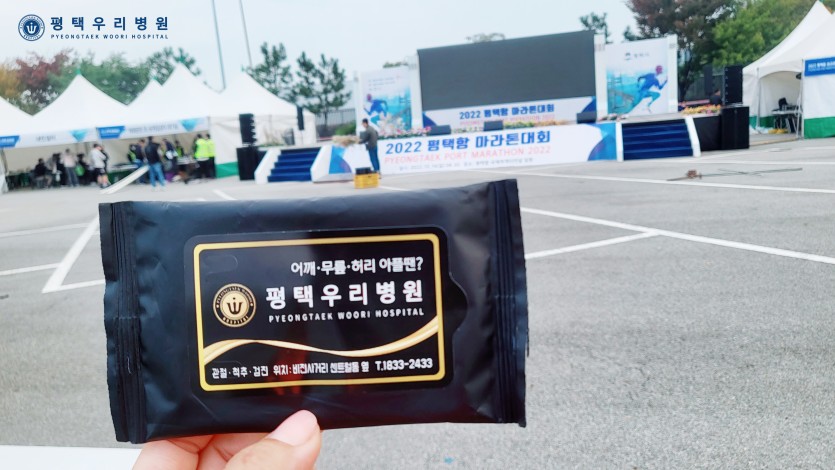 평택우리병원
PYEONGTAEK WOORI HOSPITAL
2022 평택항 마라톤대회
2022 평택항 마라톤대회
PYEONGTAEK PORT MARATHON 2022
어깨·무릎·허리 아플땐?
평택우리병원
PYEONGTAEK WOORI HOSPITAL
관절·척추·검진 위치:비전사거리 센트럴돔 옆 T.1833-2433